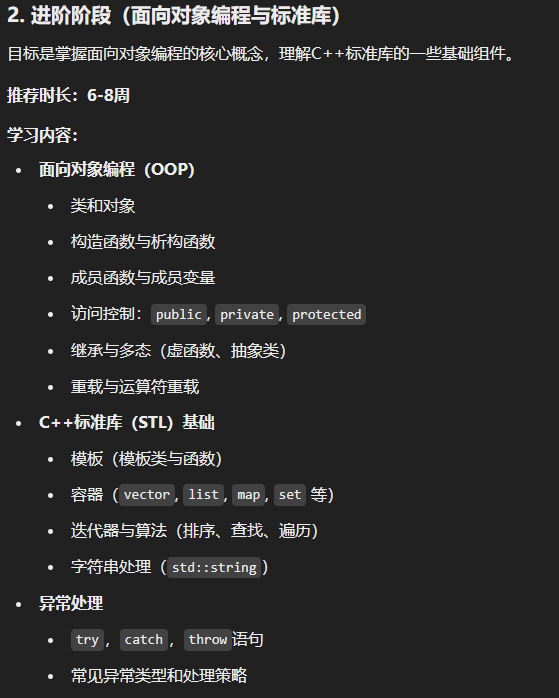 2. 进阶阶段（面向对象编程与标准库）
目标是掌握面向对象编程的核心概念，理解C++标准库的一些基础组件。
推荐时长：6-8周
学习内容：
• 面向对象编程（OOP）
• 类和对象
• 构造函数与析构函数
• 成员函数与成员变量
• 访问控制：public, private, protected
• 继承与多态（虚函数、抽象类）
• 重载与运算符重载
• C++标准库（STL）基础
• 模板（模板类与函数）
• 容器（vector, list, map, set 等）
• 迭代器与算法（排序、查找、遍历）
• 字符串处理（std::string）
• 异常处理
• try，catch，throw语句
• 常见异常类型和处理策略